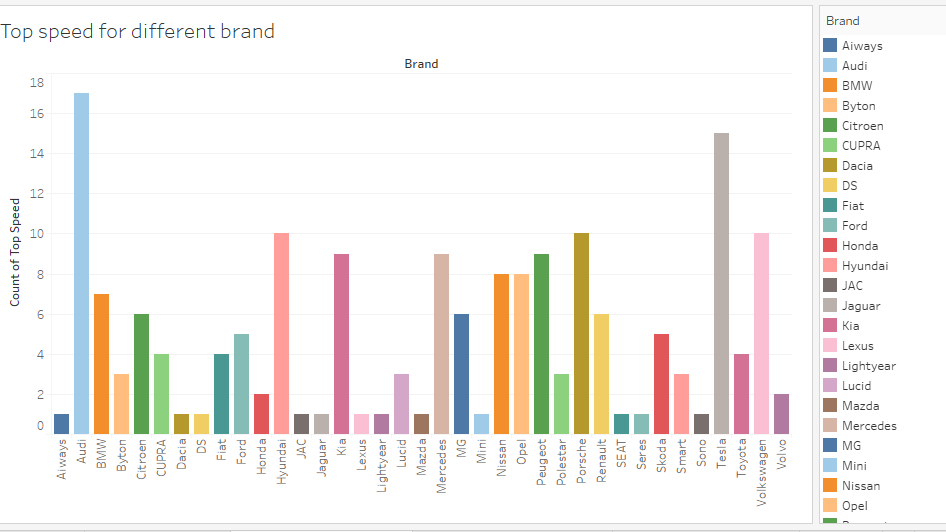 Top speed for different brand
Brand
Count of Top Speed
18
16
14
12
10
8
6
4
2
0
Aiways
Audi
BMW
Byton
Citroen
CUPRA
Dacia
DS
Fiat
Ford
Honda
Hyundai
JAC
Jaguar
Kia
Lexus
Lightyear
Lucid
Mazda
Mercedes
MG
Mini
Nissan
Opel
Peugeot
Polestar
Porsche
Renault
SEAT
Seres
Skoda
Smart
Sono
Tesla
Toyota
Volkswagen
Volvo
Brand
Aiways
Audi
BMW
Byton
Citroen
CUPRA
Dacia
DS
Fiat
Ford
Honda
Hyundai
JAC
Jaguar
Kia
Lexus
Lightyear
Lucid
Mazda
Mercedes
MG
Mini
Nissan
Opel